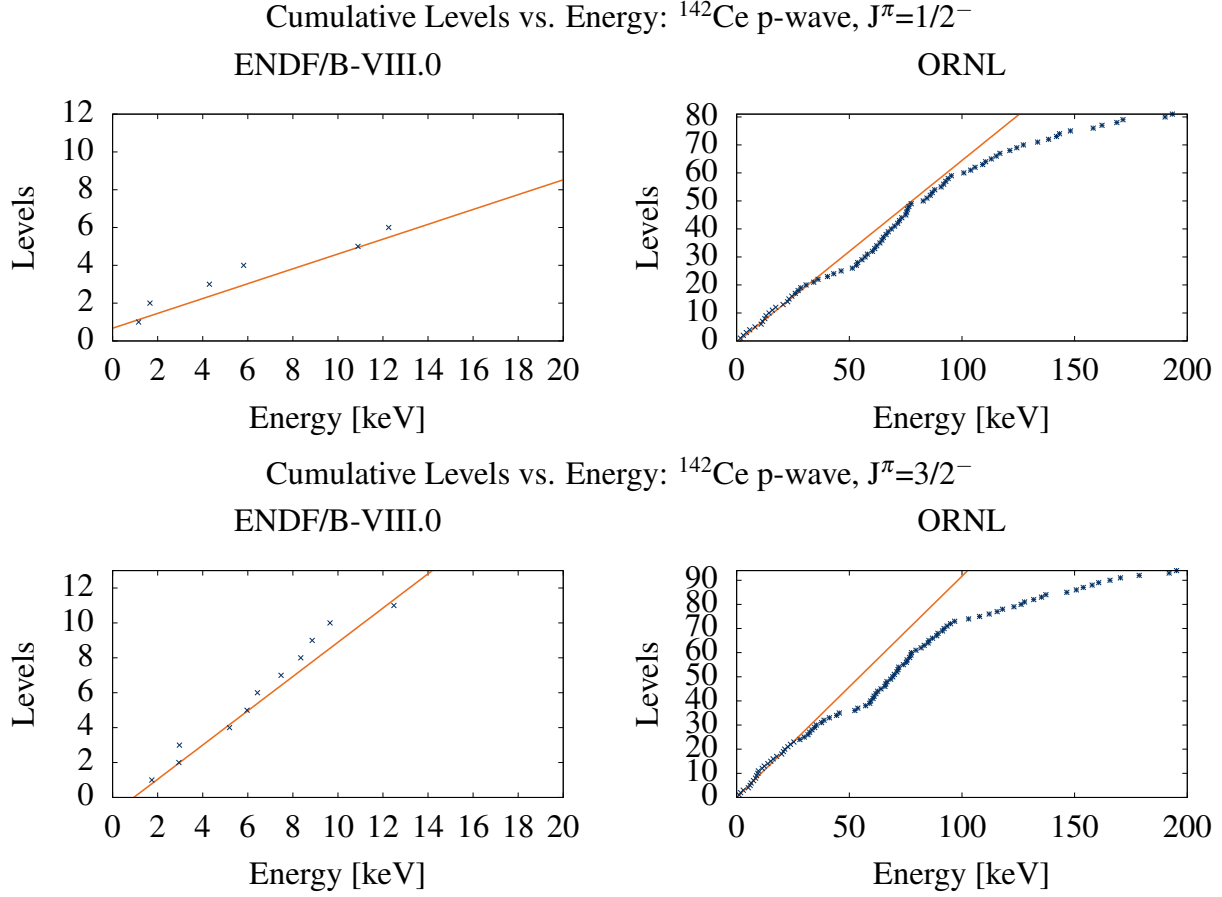 Cumulative Levels vs. Energy: ¹⁴²Ce p-wave, Jᵖⁱ=1/2⁻
ENDF/B-VIII.0
ORNL
12
10
8
6
4
2
0
Levels
0 2 4 6 8 10 12 14 16 18 20
Energy [keV]
80
70
60
50
40
30
20
10
0
Levels
0 50 100 150 200
Energy [keV]
Cumulative Levels vs. Energy: ¹⁴²Ce p-wave, J^π=3/2⁻
ENDF/B-VIII.0
ORNL
12
10
8
6
4
2
0
Levels
0 2 4 6 8 10 12 14 16 18 20
Energy [keV]
90
80
70
60
50
40
30
20
10
0
Levels
0 50 100 150 200
Energy [keV]